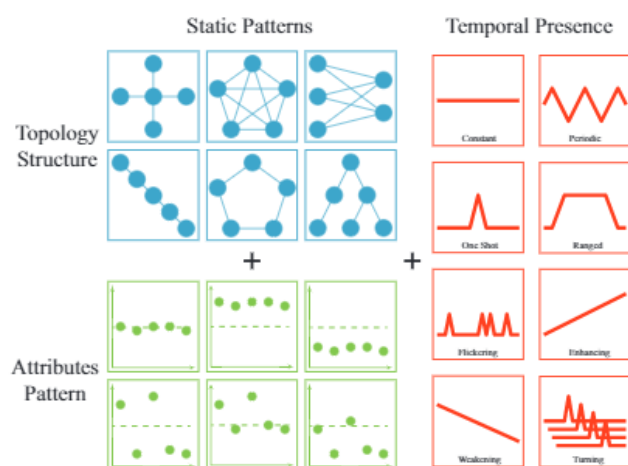 Static Patterns
Temporal Presence
Topology
Structure
Constant
Periodic
One Shot
Ranged
+
+
Attributes
Pattern
Flickering
Enhancing
Weakening
Turning